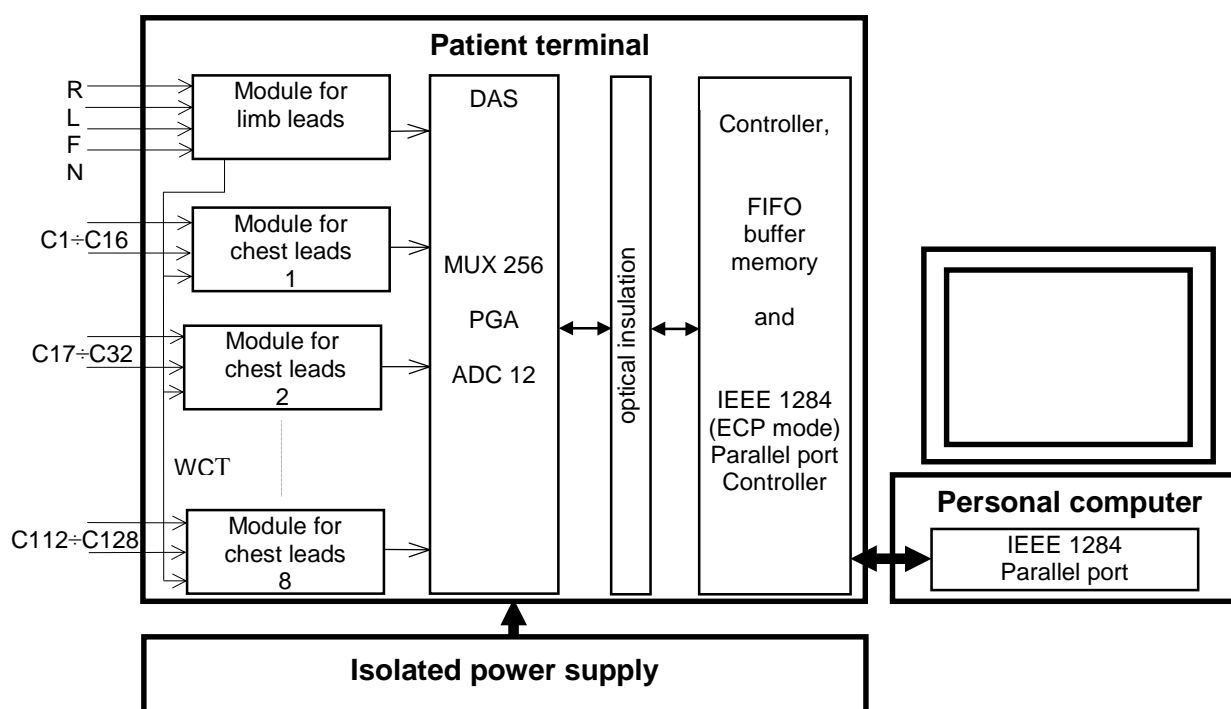 Patient terminal
R
L
F
N
Module for
limb leads
C1÷C16
Module for
chest leads
1
C17÷C32
Module for
chest leads
2
WCT
C112÷C128
Module for
chest leads
8
DAS
MUX 256
PGA
ADC 12
optical insulation
Controller,
FIFO
buffer
memory
and
IEEE 1284
(ECP mode)
Parallel port
Controller
Personal computer
IEEE 1284
Parallel port
Isolated power supply